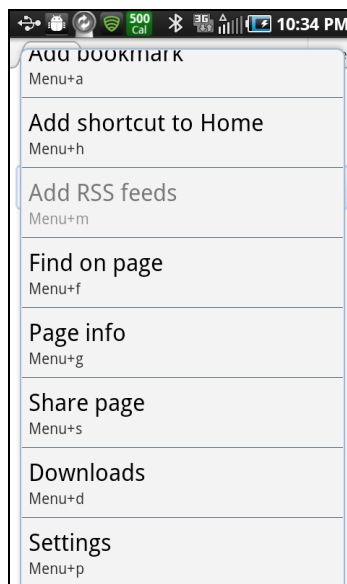 500
Cal
3G
10:34 PM
Add bookmark
Menu+a
Add shortcut to Home
Menu+h
Add RSS feeds
Menu+m
Find on page
Menu+f
Page info
Menu+g
Share page
Menu+s
Downloads
Menu+d
Settings
Menu+p